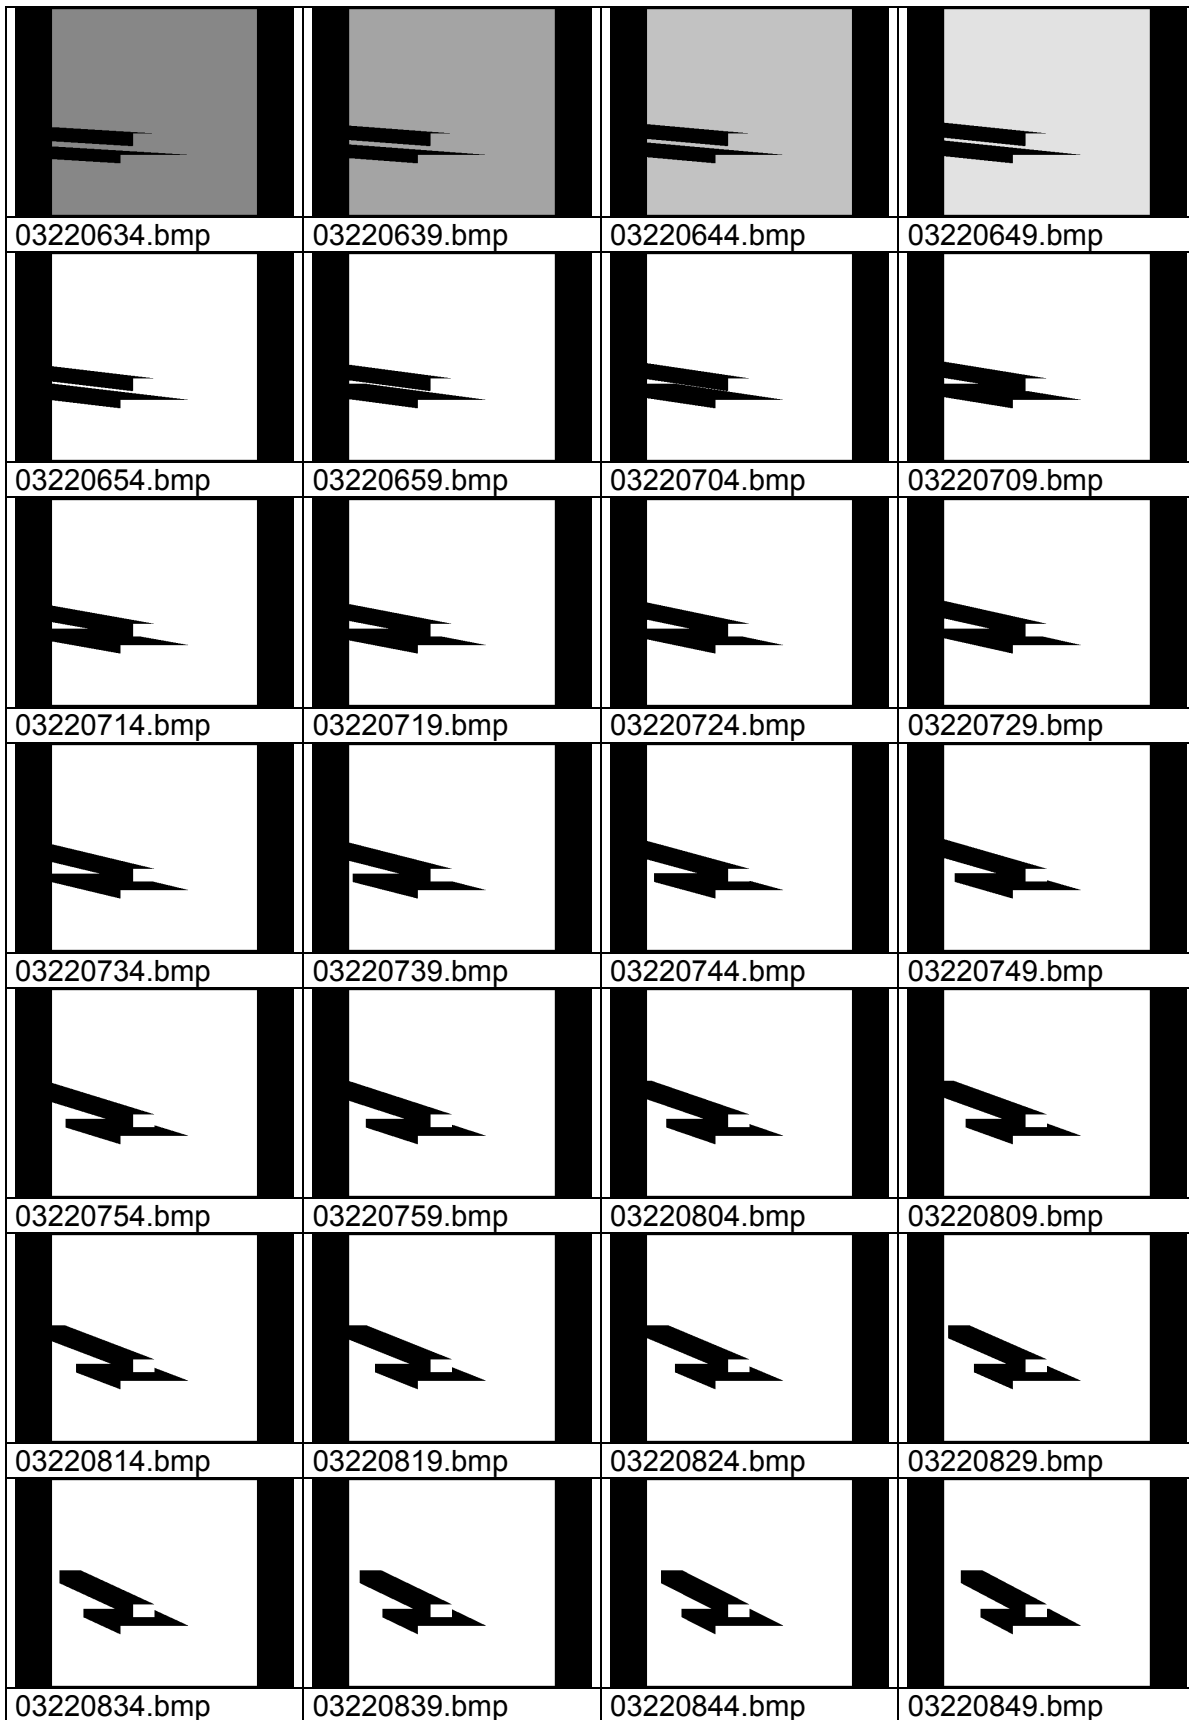 03220634.bmp 03220639.bmp 03220644.bmp 03220649.bmp
03220654.bmp 03220659.bmp 03220704.bmp 03220709.bmp
03220714.bmp 03220719.bmp 03220724.bmp 03220729.bmp
03220734.bmp 03220739.bmp 03220744.bmp 03220749.bmp
03220754.bmp 03220759.bmp 03220804.bmp 03220809.bmp
03220814.bmp 03220819.bmp 03220824.bmp 03220829.bmp
03220834.bmp 03220839.bmp 03220844.bmp 03220849.bmp